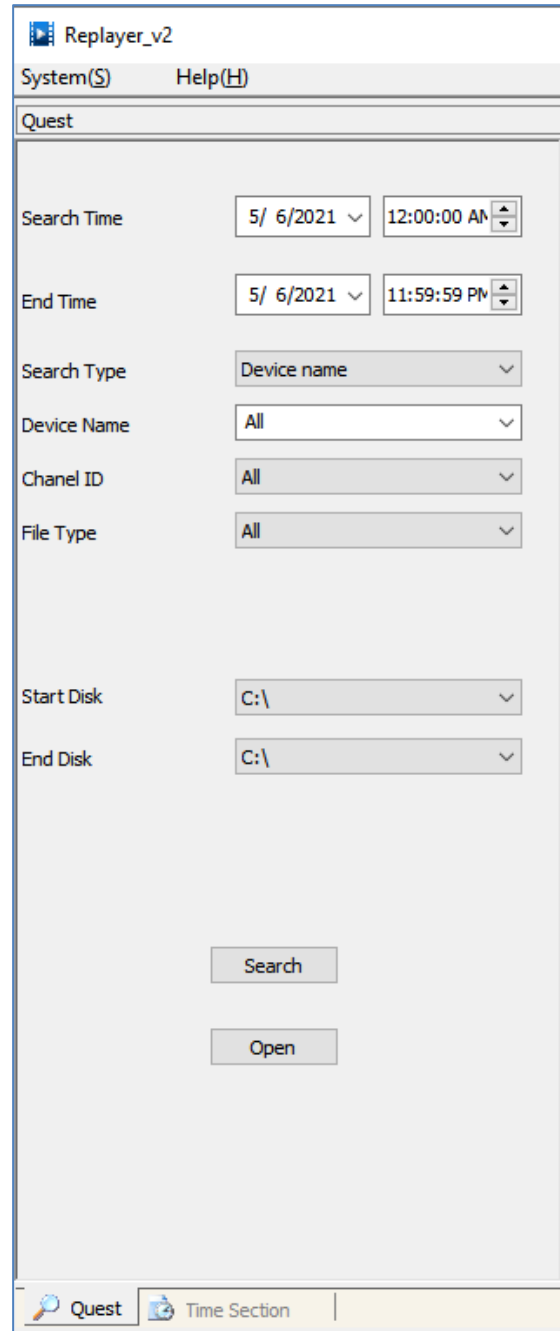 Replayer_v2
System(S) Help(H)
Quest
Search Time 5/ 6/2021 12:00:00 AM
End Time 5/ 6/2021 11:59:59 PM
Search Type Device name
Device Name All
Chanel ID All
File Type All
Start Disk C:\
End Disk C:\
Search
Open
Quest Time Section